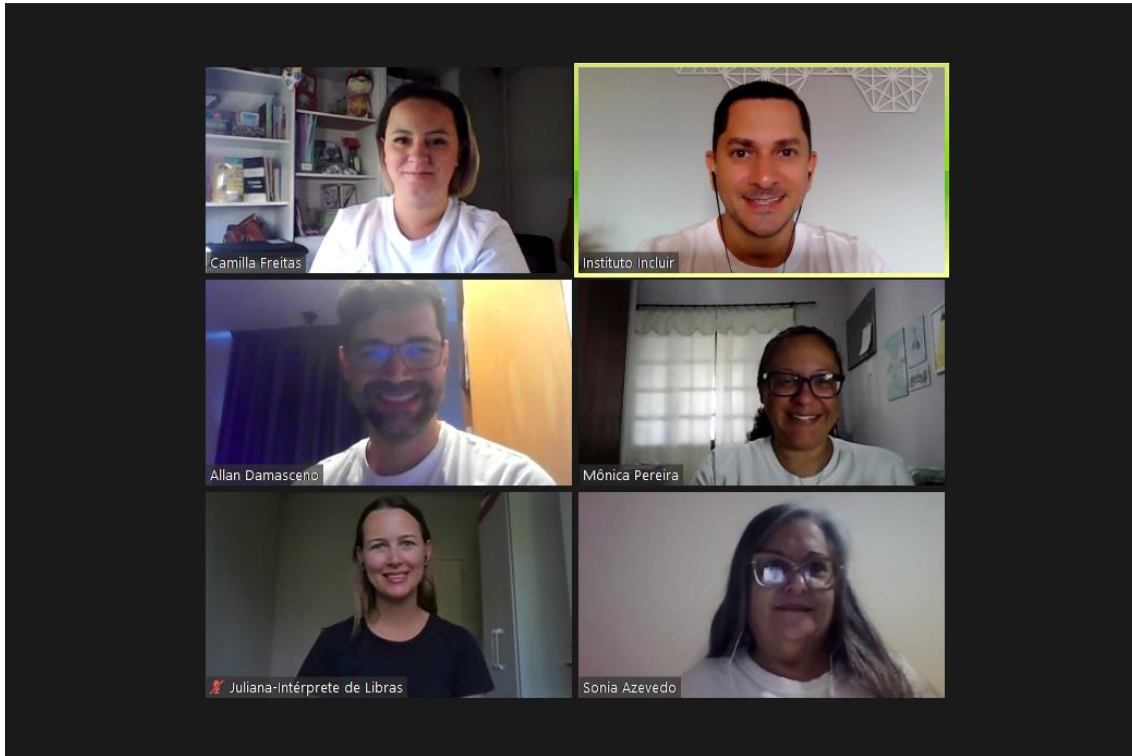 Camilla Freitas
Instituto Incluir
Allan Damasceno
Mônica Pereira
Juliana-Intérprete de Libras
Sonia Azevedo